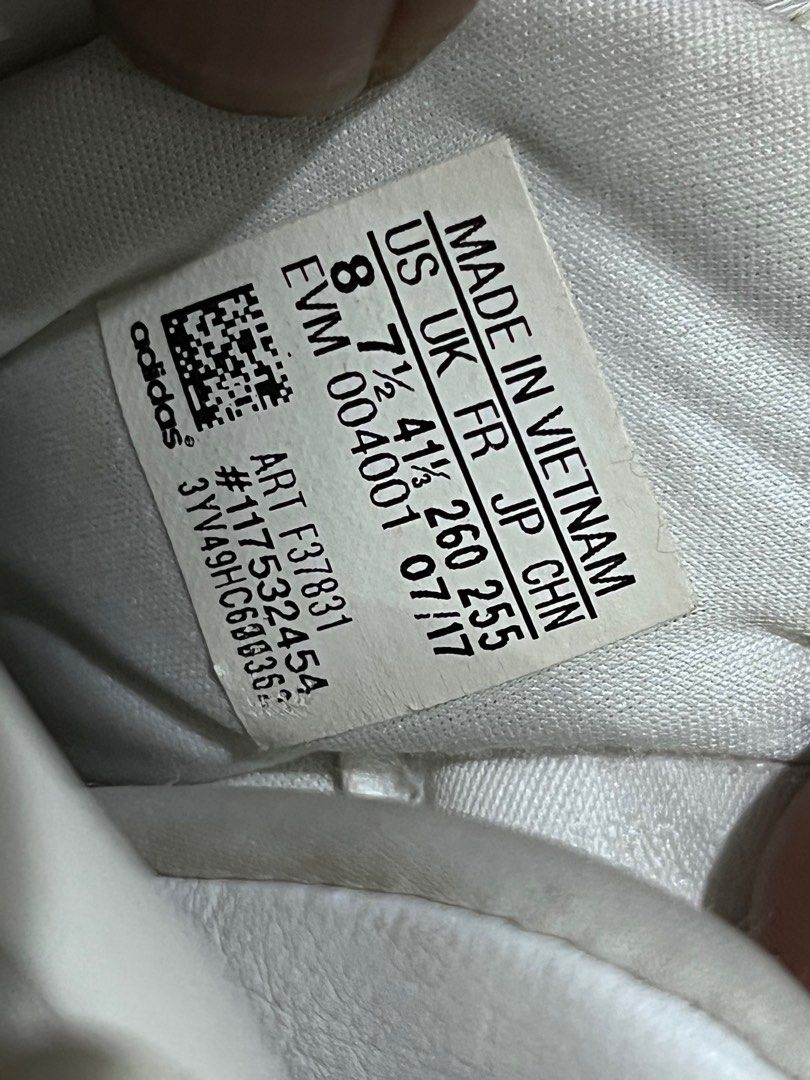 MADE IN VIETNAM
US UK FR JP CHN
8 7½ 41⅓ 260 255
EVM 004001 07/17
adidas®
ART F37831
#117532454